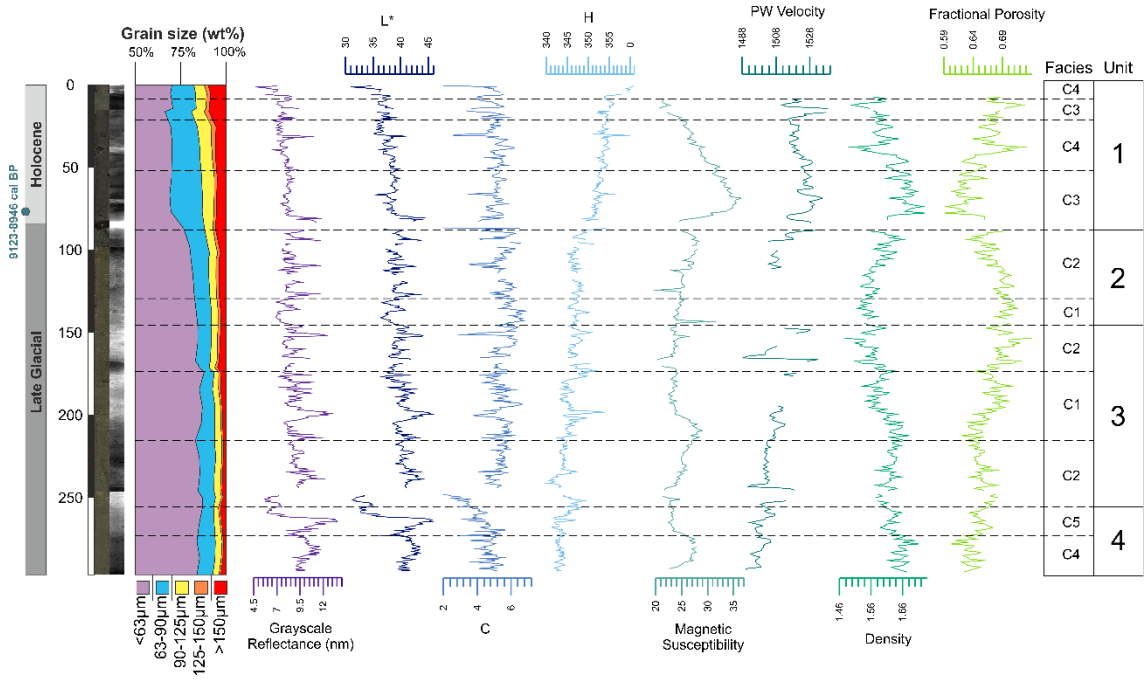 L*
H
PW Velocity
Fractional Porosity
Grain size (wt%)
50% 75% 100%
30 35 40 45
340 345 350 355 0
1488 1508 1528
0.59 0.64 0.69
Facies Unit
0
50
100
150
200
250
Holocene
Late Glacial
9123-8946 cal BP
C4
C3
C4
C3
C2
C1
C2
C1
C2
C5
C4
1
2
3
4
<63µm
63-90µm
90-125µm
125-150µm
>150µm
4.5 7 9.5 12
Grayscale
Reflectance (nm)
2 4 6
C
20 25 30 35
Magnetic
Susceptibility
1.46 1.56 1.66
Density